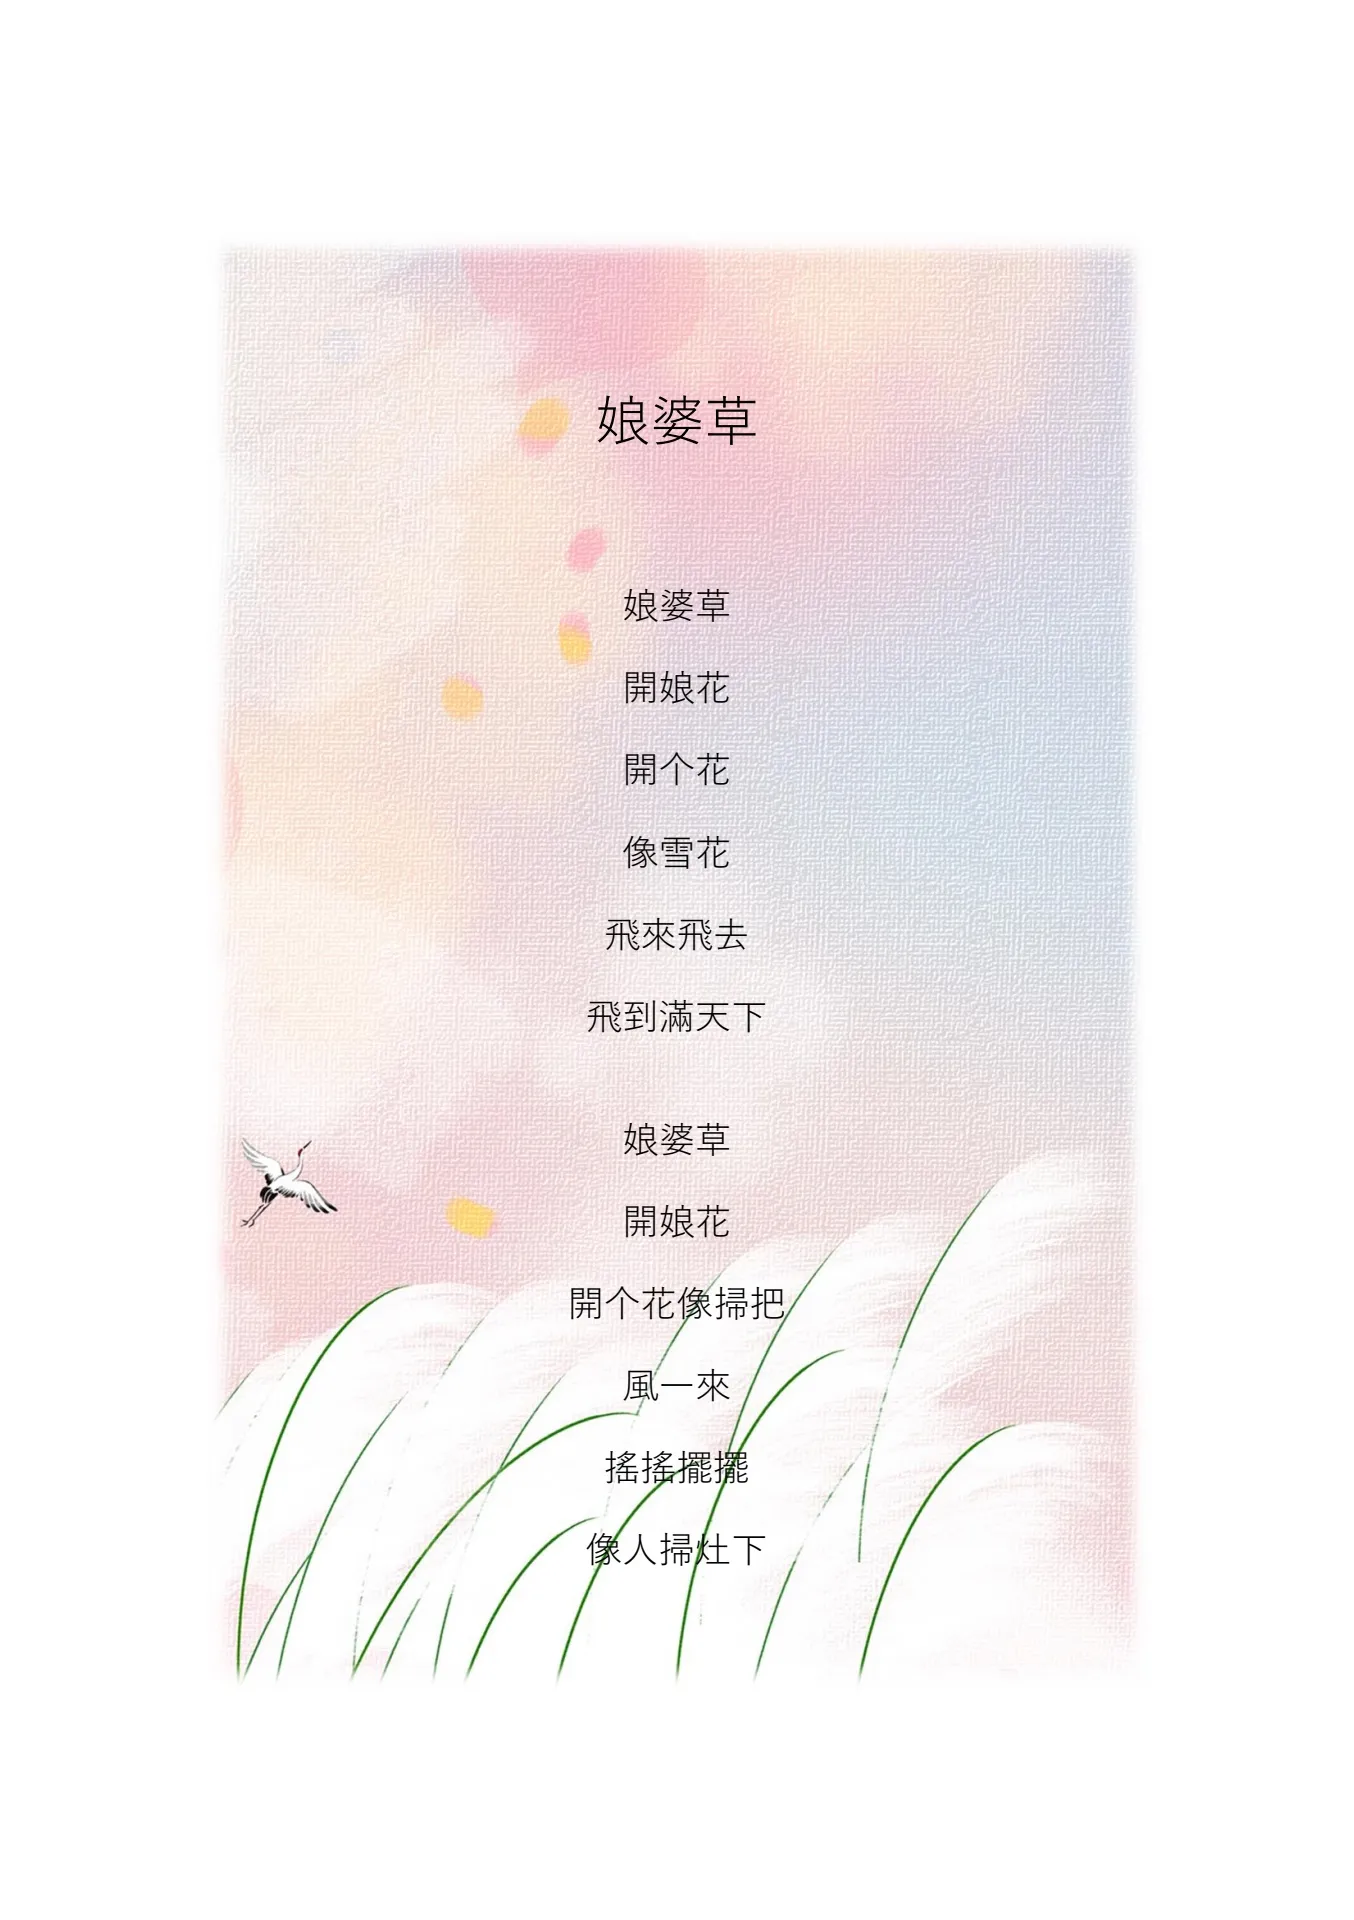 娘婆草
娘婆草
開娘花
開个花
像雪花
飛來飛去
飛到滿天下
娘婆草
開娘花
開个花像掃把
風一來
搖搖擺擺
像人掃灶下